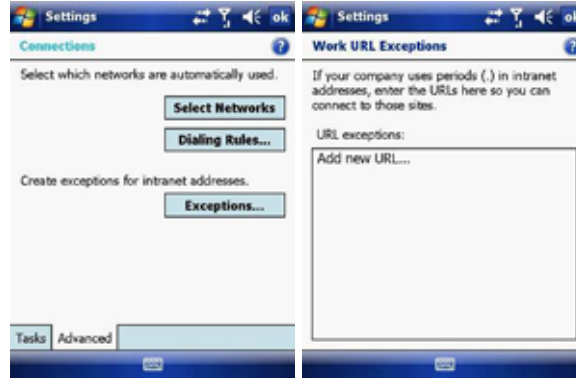 Settings
ok
Connections
?
Select which networks are automatically used.
Select Networks
Dialing Rules...
Create exceptions for intranet addresses.
Exceptions...
Tasks
Advanced
Settings
ok
Work URL Exceptions
?
If your company uses periods (.) in intranet
addresses, enter the URLs here so you can
connect to those sites.
URL exceptions:
Add new URL...